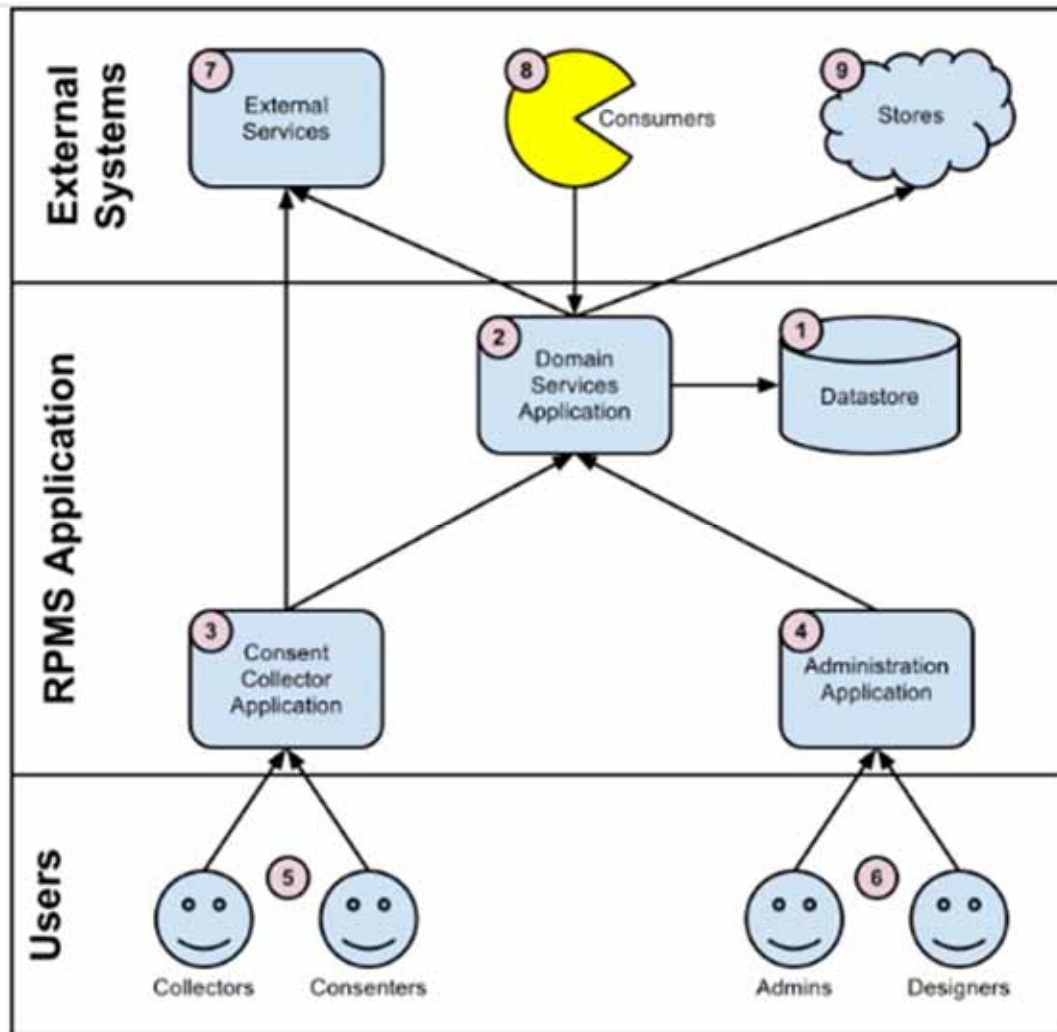 External
Systems
7
External
Services
8
Consumers
9
Stores
RPMS Application
2
Domain
Services
Application
1
Datastore
3
Consent
Collector
Application
4
Administration
Application
Users
5
Collectors
Consenters
6
Admins
Designers